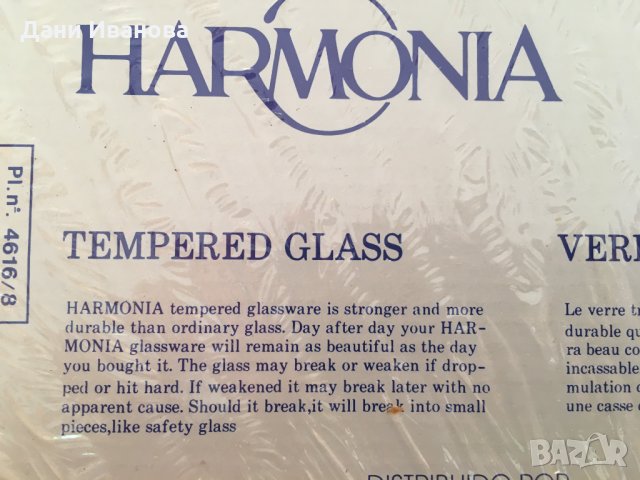 Дани Иванова
HARMONIA
Pl.nº. 4616/8
TEMPERED GLASS
HARMONIA tempered glassware is stronger and more
durable than ordinary glass. Day after day your HAR-
MONIA glassware will remain as beautiful as the day
you bought it. The glass may break or weaken if drop-
ped or hit hard. If weakened it may break later with no
apparent cause. Should it break,it will break into small
pieces,like safety glass
VERR
Le verre tr
durable qu
ra beau co
incassable
mulation d
une casse d
DISTRIBUIDO POR
BAZAR